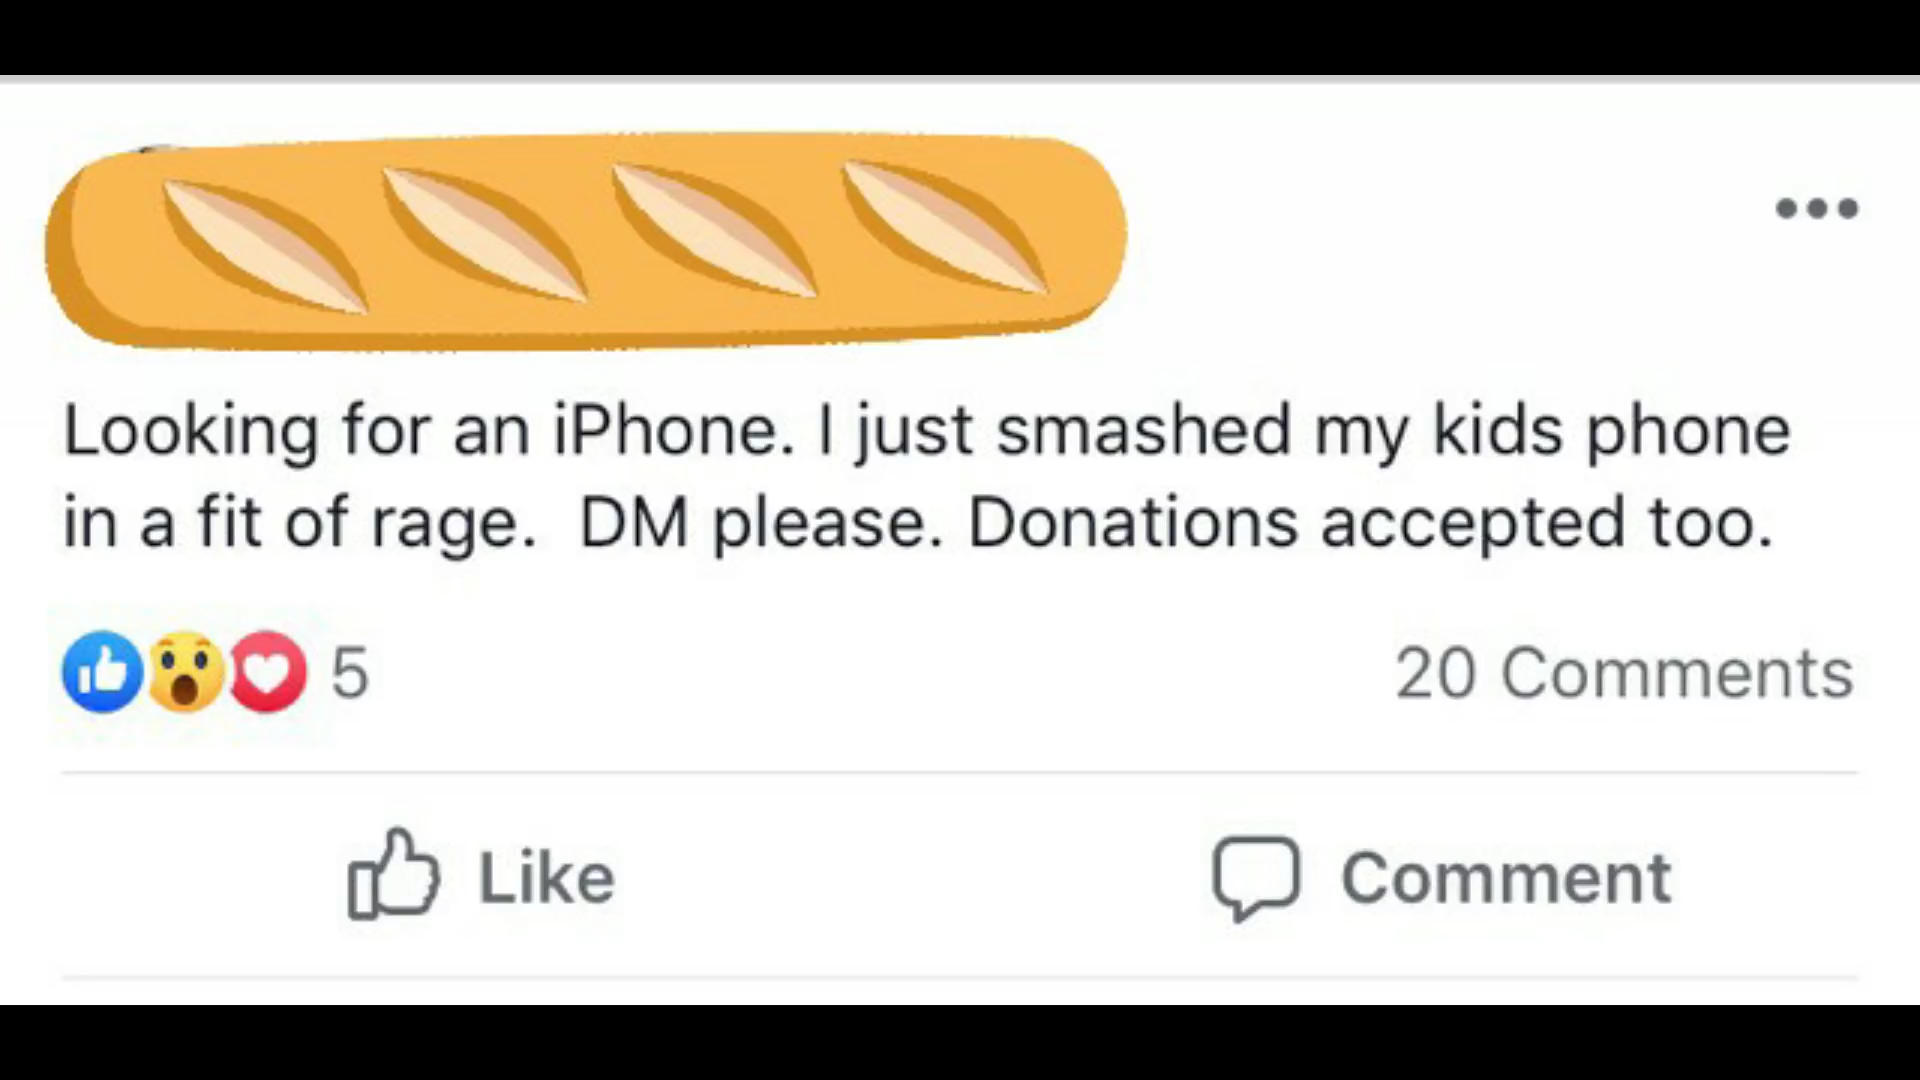 Looking for an iPhone. I just smashed my kids phone
in a fit of rage.  DM please. Donations accepted too.
5
20 Comments
Like
Comment